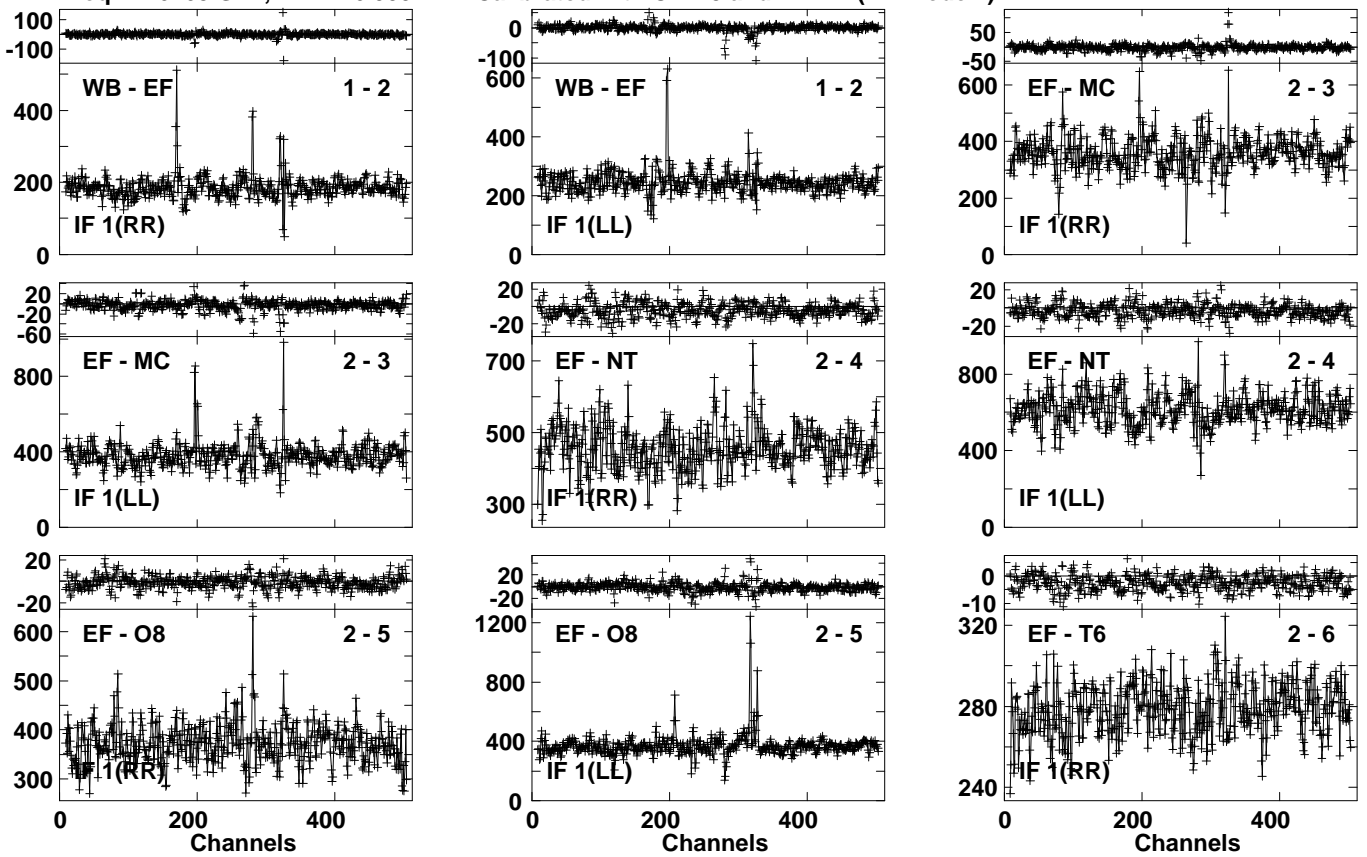 100
-100
WB - EF 1 - 2
400
200
0
IF 1(RR)
0
-100
WB - EF 1 - 2
600
400
200
0
IF 1(LL)
50
-50
EF - MC 2 - 3
600
400
200
0
IF 1(RR)
20
-20
-60
EF - MC 2 - 3
800
400
0
IF 1(LL)
20
-20
EF - NT 2 - 4
700
500
300
IF 1(RR)
20
-20
EF - NT 2 - 4
800
400
0
IF 1(LL)
20
-20
EF - O8 2 - 5
600
500
400
300
IF 1(RR)
0 200 400
Channels
20
-20
EF - O8 2 - 5
1200
800
400
0
IF 1(LL)
0 200 400
Channels
0
-10
EF - T6 2 - 6
320
280
240
IF 1(RR)
0 200 400
Channels